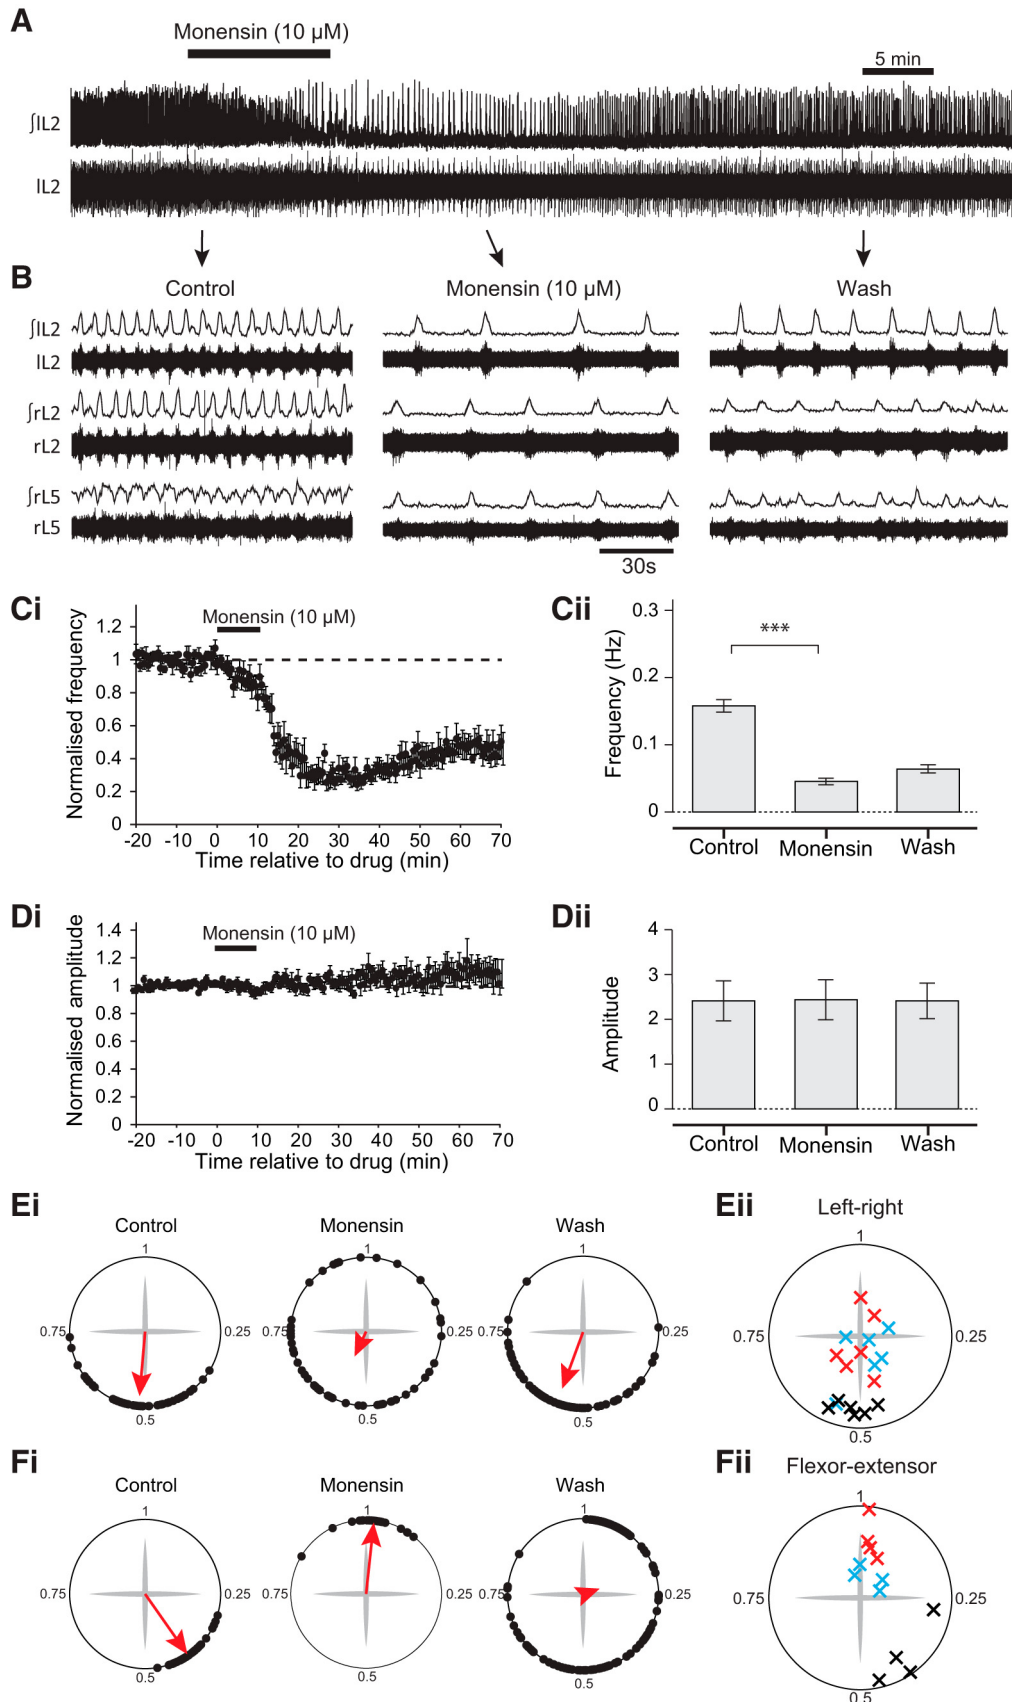 A
Monensin (10 µM)
5 min
∫lL2
lL2
B
Control
Monensin (10 µM)
Wash
∫lL2
lL2
∫rL2
rL2
∫rL5
rL5
30s
Ci
Monensin (10 µM)
Normalised frequency
1.2
1
0.8
0.6
0.4
0.2
0
-20 -10 0 10 20 30 40 50 60 70
Time relative to drug (min)
Cii
Frequency (Hz)
0.3
0.2
0.1
0
***
Control Monensin Wash
Di
Monensin (10 µM)
Normalised amplitude
1.4
1.2
1
0.8
0.6
0.4
0.2
0
-20 -10 0 10 20 30 40 50 60 70
Time relative to drug (min)
Dii
Amplitude
4
3
2
1
0
Control Monensin Wash
Ei
Control
1
0.75
0.25
0.5
Monensin
1
0.75
0.25
0.5
Wash
1
0.75
0.25
0.5
Eii
Left-right
1
0.75
0.25
0.5
Fi
Control
1
0.75
0.25
0.5
Monensin
1
0.75
0.25
0.5
Wash
1
0.75
0.25
0.5
Fii
Flexor-extensor
1
0.75
0.25
0.5